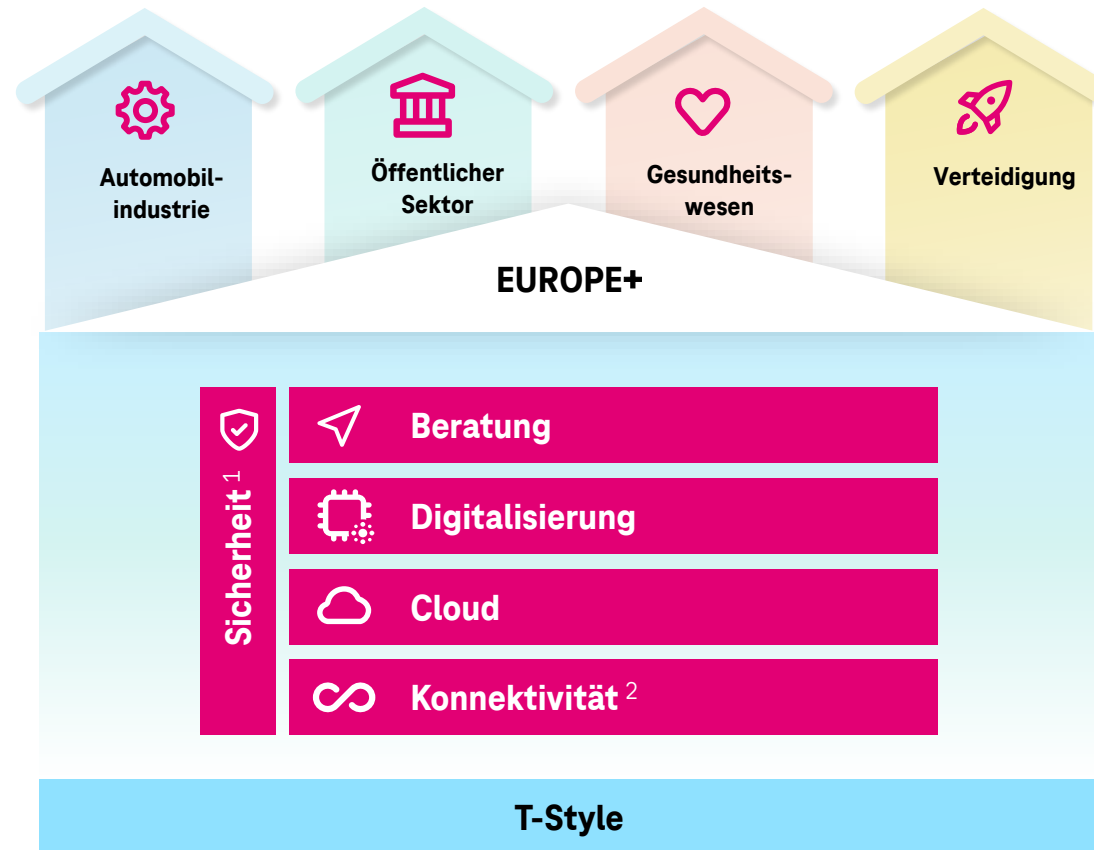 Automobil-
industrie
Öffentlicher
Sektor
Gesundheits-
wesen
Verteidigung
EUROPE+
Sicherheit 1
Beratung
Digitalisierung
Cloud
Konnektivität 2
T-Style